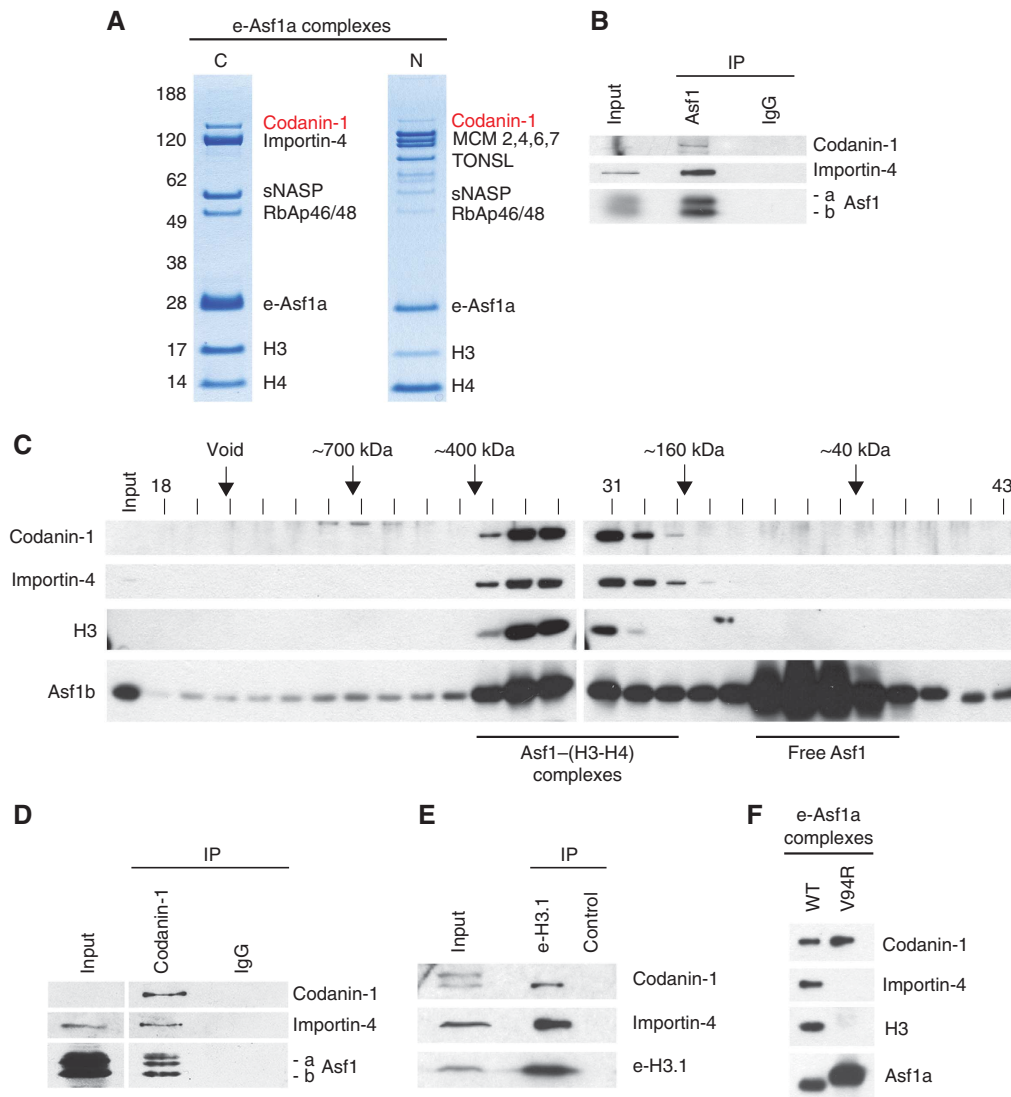 A
e-Asf1a complexes
C
N
188
120
62
49
38
28
17
14
Codanin-1
Importin-4
sNASP
RbAp46/48
e-Asf1a
H3
H4
Codanin-1
MCM 2,4,6,7
TONSL
sNASP
RbAp46/48
e-Asf1a
H3
H4
B
IP
Input
Asf1
IgG
Codanin-1
Importin-4
- a
Asf1
- b
C
Void
~700 kDa
~400 kDa
~160 kDa
~40 kDa
Input
18
31
43
Codanin-1
Importin-4
H3
Asf1b
Asf1–(H3-H4)
complexes
Free Asf1
D
IP
Input
Codanin-1
IgG
Codanin-1
Importin-4
- a
Asf1
- b
E
IP
Input
e-H3.1
Control
Codanin-1
Importin-4
e-H3.1
F
e-Asf1a
complexes
WT
V94R
Codanin-1
Importin-4
H3
Asf1a